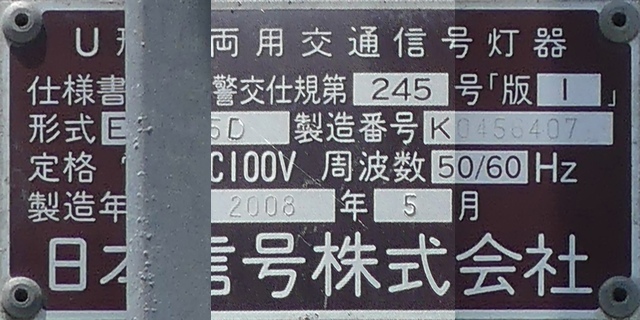 U形 両用交通信号灯器
仕様書 警交仕規第 245 号「版 1 」
形式 E 5D 製造番号 K0456407
定格 C100V 周波数 50/60 Hz
製造年 2008 年 5 月
日本信号株式会社